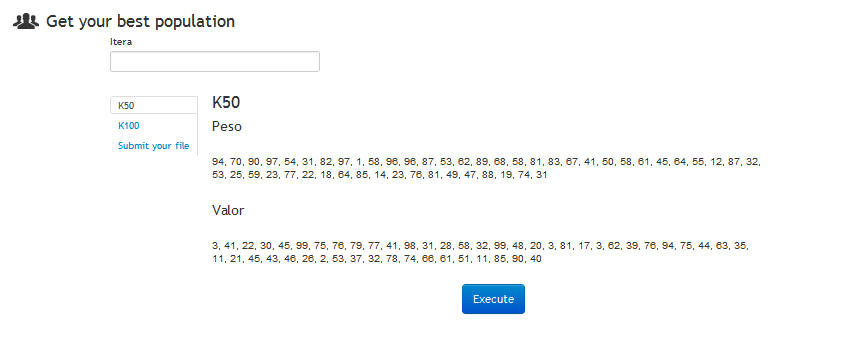 Get your best population
Itera
K50
K100
Submit your file
K50
Peso
94, 70, 90, 97, 54, 31, 82, 97, 1, 58, 96, 96, 87, 53, 62, 89, 68, 58, 81, 83, 67, 41, 50, 58, 61, 45, 64, 55, 12, 87, 32,
53, 25, 59, 23, 77, 22, 18, 64, 85, 14, 23, 76, 81, 49, 47, 88, 19, 74, 31
Valor
3, 41, 22, 30, 45, 99, 75, 76, 79, 77, 41, 98, 31, 28, 58, 32, 99, 48, 20, 3, 81, 17, 3, 62, 39, 76, 94, 75, 44, 63, 35,
11, 21, 45, 43, 46, 26, 2, 53, 37, 32, 78, 74, 66, 61, 51, 11, 85, 90, 40
Execute